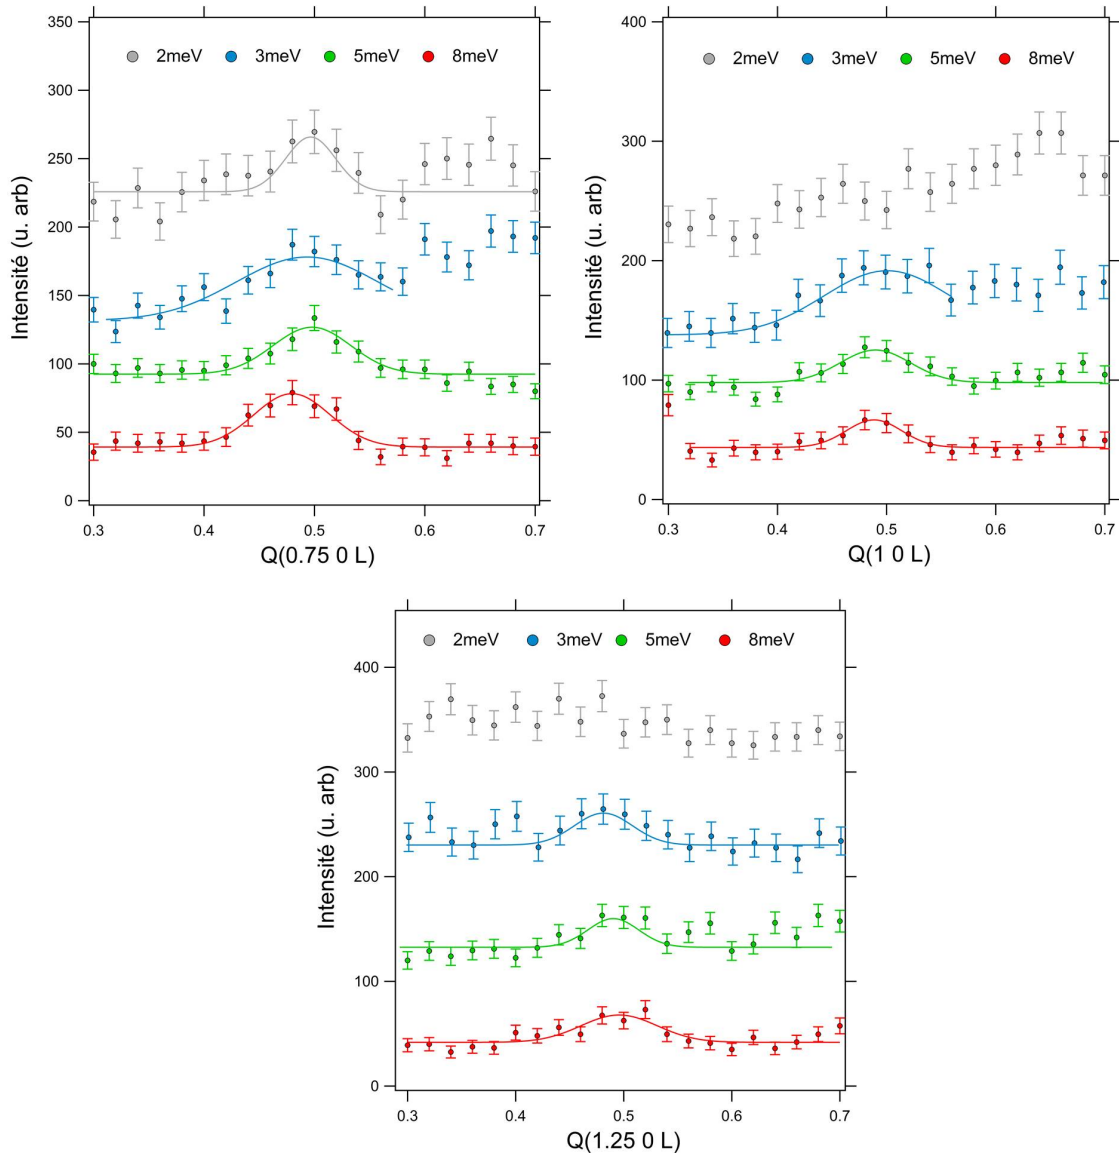 350
300
250
200
150
100
50
0
Intensité (u. arb)
2meV 3meV 5meV 8meV
0.3 0.4 0.5 0.6 0.7
Q(0.75 0 L)
400
300
200
100
0
Intensité (u. arb)
2meV 3meV 5meV 8meV
0.3 0.4 0.5 0.6 0.7
Q(1 0 L)
400
300
200
100
0
Intensité (u. arb)
2meV 3meV 5meV 8meV
0.3 0.4 0.5 0.6 0.7
Q(1.25 0 L)